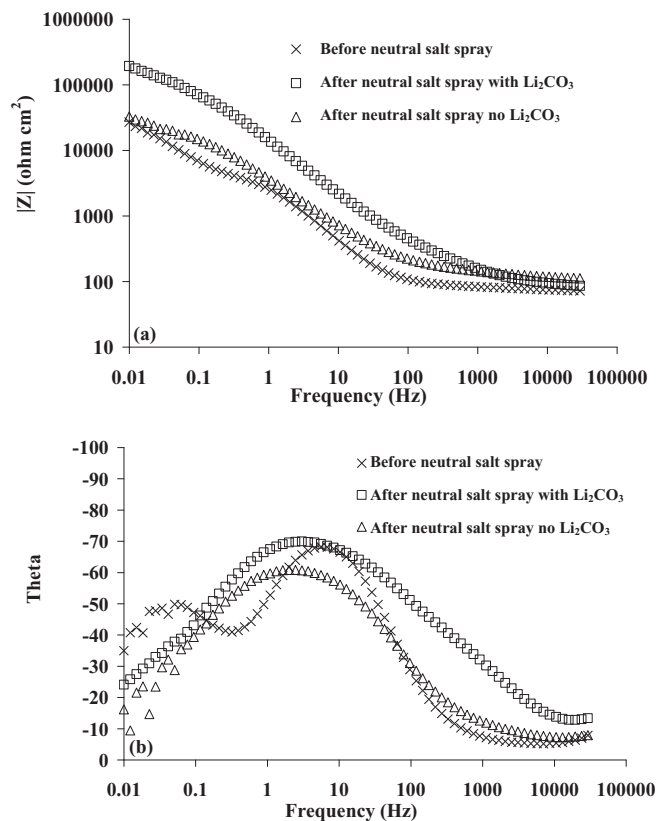 1000000
100000
10000
1000
100
10
|Z| (ohm cm²)
Before neutral salt spray
After neutral salt spray with Li₂CO₃
After neutral salt spray no Li₂CO₃
(a)
0.01 0.1 1 10 100 1000 10000 100000
Frequency (Hz)
-100
-90
-80
-70
-60
-50
-40
-30
-20
-10
0
Theta
Before neutral salt spray
After neutral salt spray with Li₂CO₃
After neutral salt spray no Li₂CO₃
(b)
0.01 0.1 1 10 100 1000 10000 100000
Frequency (Hz)